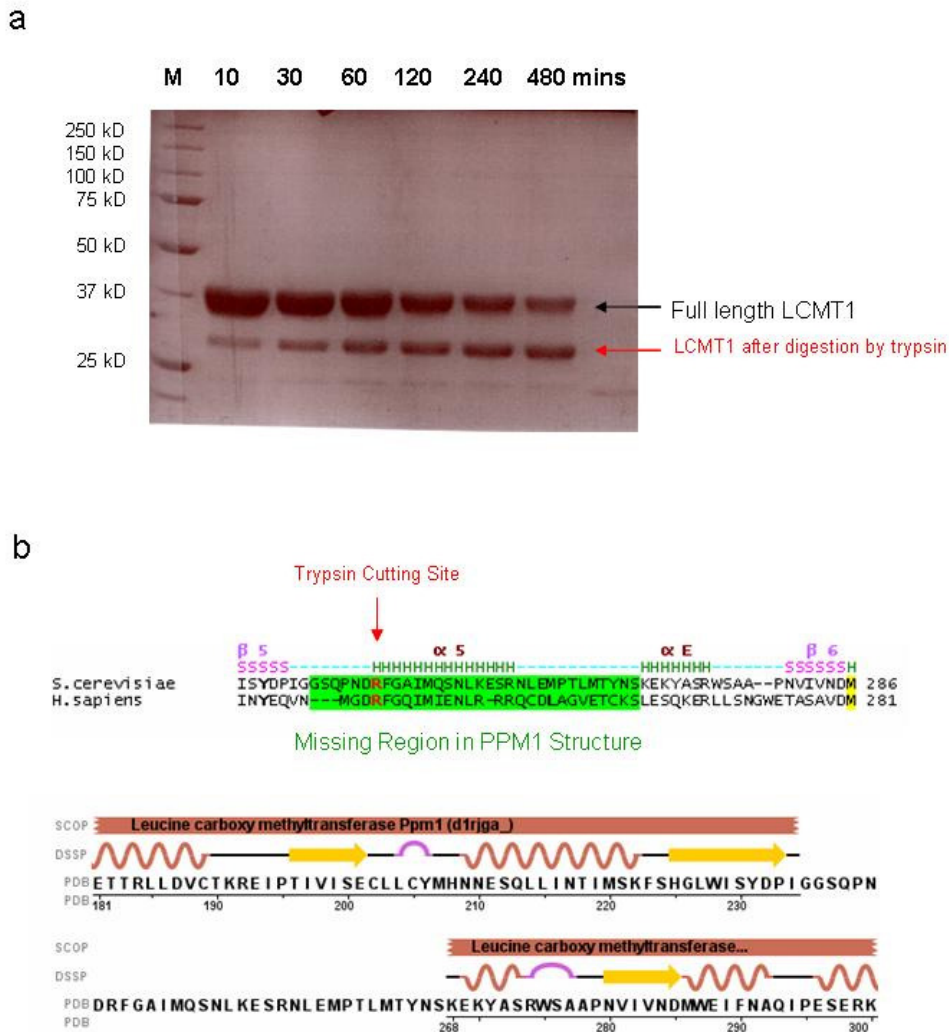 a
M 10 30 60 120 240 480 mins
250 kD
150 kD
100 kD
75 kD
50 kD
37 kD
25 kD
Full length LCMT1
LCMT1 after digestion by trypsin
b
Trypsin Cutting Site
β 5 α 5 α E β 6
SSSSS-----------HHHHHHHHHHHHHHHHH---------------HHHHHHHH---------SSSSSSH
S.cerevisiae ISYDPIGGSQPNDRFGAIMQSNLKESRNLEMPTLMTYNSKEKYASRWSAA--PNVIVNDM 286
H.sapiens INYEQVN---MGDRFGQIMIENLR-RRQCDLAGVETCKSLESQKERLLSNGWETASAVDM 281
Missing Region in PPM1 Structure
SCOP Leucine carboxy methyltransferase Ppm1 (d1rjga_)
DSSP
PDB ETTRLLDVCTKREIPTIVISECLLCYMHNNESQLLINTIMSKFSHGLWISYDPIGGSQPN
PDB 181 190 200 210 220 230
SCOP Leucine carboxy methyltransferase...
DSSP
PDB DRFGAIMQSNLKESRNLEMPTLMTYNSKEKYASRWSAAPNVIVNDMWEIFNAQIPESERK
PDB 268 280 290 300